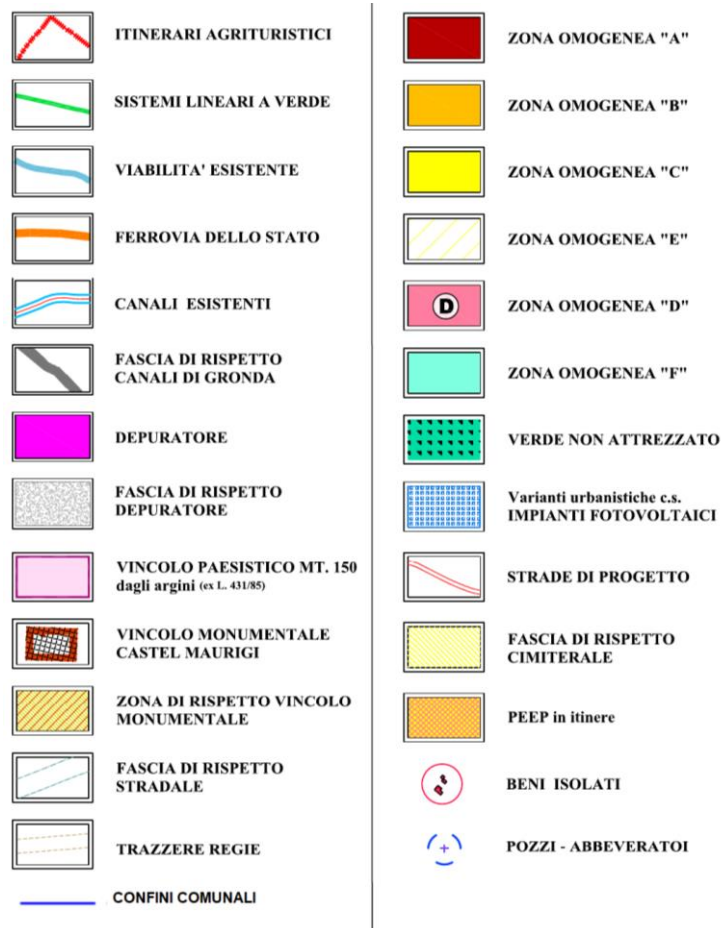 ITINERARI AGRITURISTICI
SISTEMI LINEARI A VERDE
VIABILITA' ESISTENTE
FERROVIA DELLO STATO
CANALI ESISTENTI
FASCIA DI RISPETTO
CANALI DI GRONDA
DEPURATORE
FASCIA DI RISPETTO
DEPURATORE
VINCOLO PAESISTICO MT. 150
dagli argini (ex L. 431/85)
VINCOLO MONUMENTALE
CASTEL MAURIGI
ZONA DI RISPETTO VINCOLO
MONUMENTALE
FASCIA DI RISPETTO
STRADALE
TRAZZERE REGIE
CONFINI COMUNALI
ZONA OMOGENEA "A"
ZONA OMOGENEA "B"
ZONA OMOGENEA "C"
ZONA OMOGENEA "E"
D
ZONA OMOGENEA "D"
ZONA OMOGENEA "F"
VERDE NON ATTREZZATO
Varianti urbanistiche c.s.
IMPIANTI FOTOVOLTAICI
STRADE DI PROGETTO
FASCIA DI RISPETTO
CIMITERALE
PEEP in itinere
BENI ISOLATI
POZZI - ABBEVERATOI